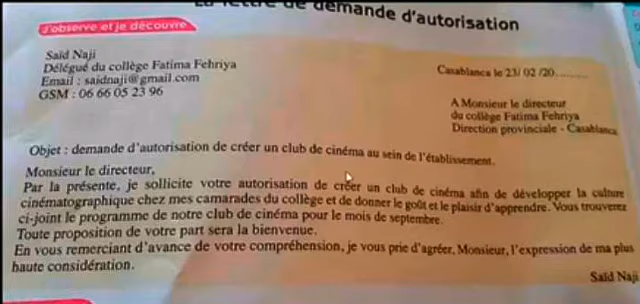 La lettre de demande d'autorisation
J'observe et je découvre
Saïd Naji
Délégué du collège Fatima Fehriya
Email : saidnaji@gmail.com
GSM : 06 66 05 23 96
Casablanca le 23/ 02 /20..........
A Monsieur le directeur
du collège Fatima Fehriya
Direction provinciale - Casablanca
Objet : demande d'autorisation de créer un club de cinéma au sein de l'établissement.
Monsieur le directeur,
Par la présente, je sollicite votre autorisation de créer un club de cinéma afin de développer la culture
cinématographique chez mes camarades du collège et de donner le goût et le plaisir d'apprendre. Vous trouverez
ci-joint le programme de notre club de cinéma pour le mois de septembre.
Toute proposition de votre part sera la bienvenue.
En vous remerciant d'avance de votre compréhension, je vous prie d'agréer, Monsieur, l'expression de ma plus
haute considération.
Saïd Naji